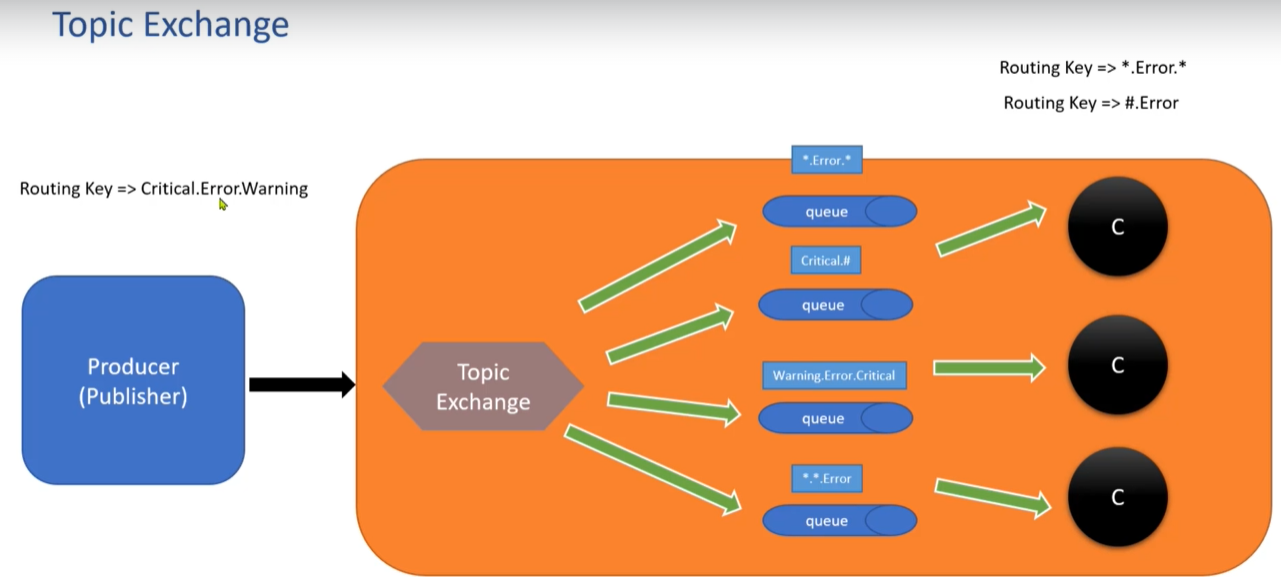 Topic Exchange
Routing Key => *.Error.*
Routing Key => #.Error
Routing Key => Critical.Error.Warning
Producer
(Publisher)
Topic
Exchange
*.Error.*
queue
Critical.#
queue
Warning.Error.Critical
queue
*.*.Error
queue
C
C
C